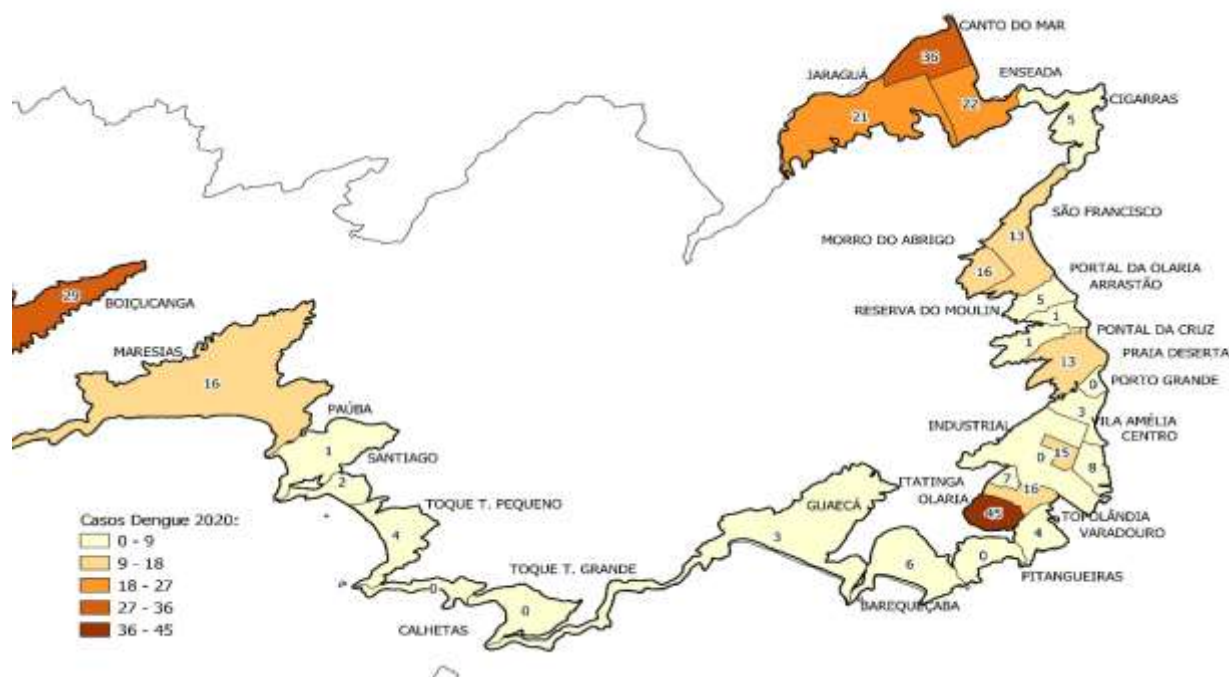 CANTO DO MAR
36
JARAGUÁ
ENSEADA
22
CIGARRAS
21
5
SÃO FRANCISCO
13
MORRO DO ABRIGO
16
PORTAL DA OLARIA
ARRASTÃO
29
BOIÇUCANGA
5
RESERVA DO MOULIN
1
PONTAL DA CRUZ
1
MARESIAS
PRAIA DESERTA
13
16
0
PORTO GRANDE
PAÚBA
3
INDUSTRIAL
VILA AMÉLIA
CENTRO
1
SANTIAGO
0
15
2
ITATINGA
7
8
OLARIA
16
TOQUE T. PEQUENO
GUAECÁ
45
TOPOLÂNDIA
VARADOURO
Casos Dengue 2020:
0 - 9
9 - 18
18 - 27
27 - 36
36 - 45
4
3
4
0
TOQUE T. GRANDE
6
PITANGUEIRAS
0
0
BAREQUEÇABA
CALHETAS